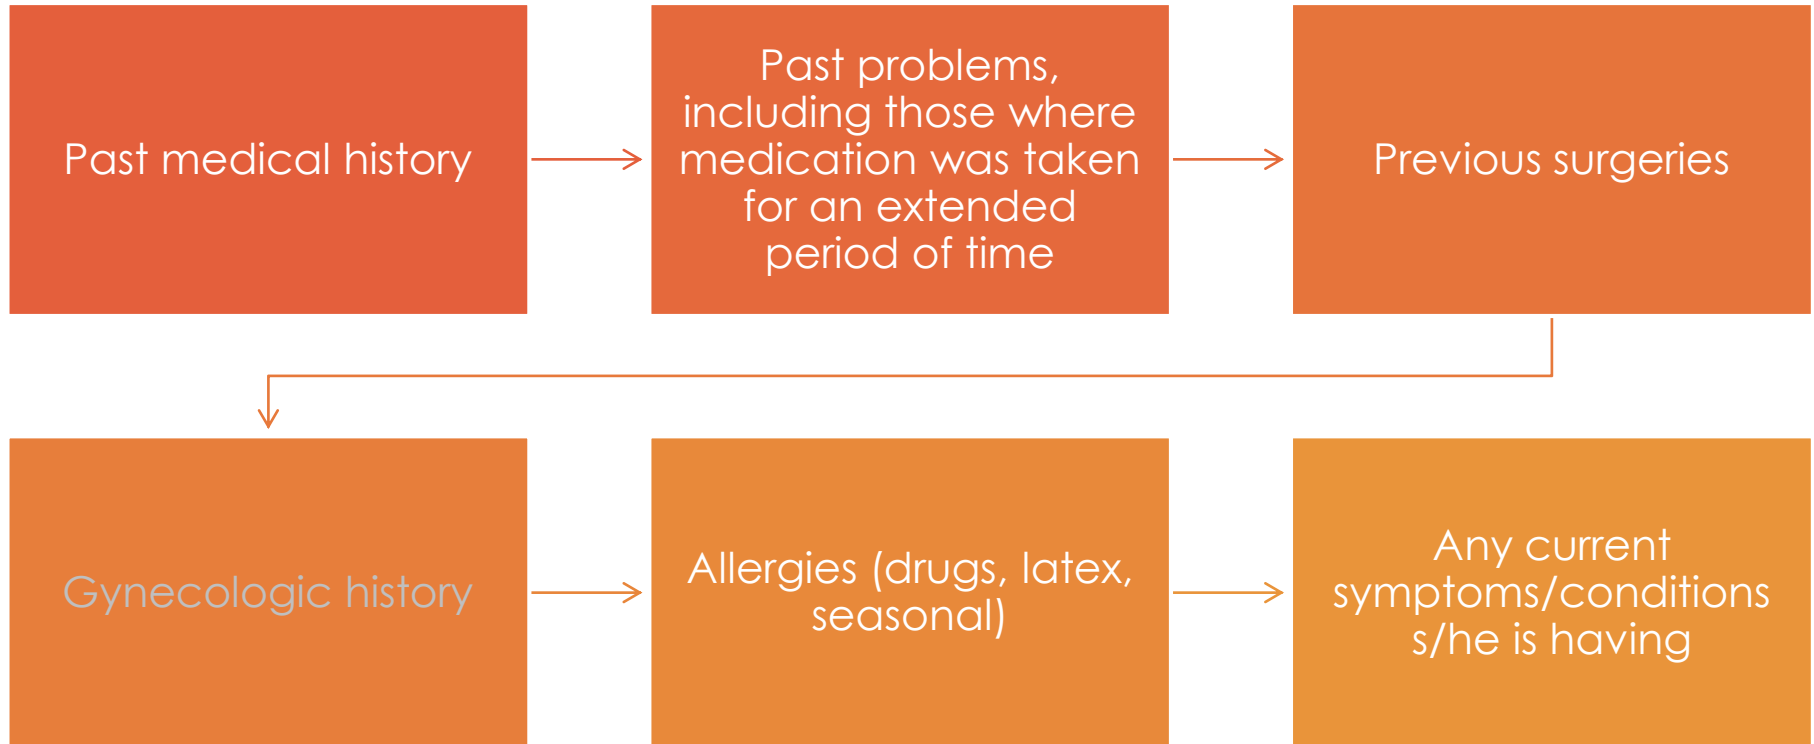 Past medical history
Past problems,
including those where
medication was taken
for an extended
period of time
Previous surgeries
Gynecologic history
Allergies (drugs, latex,
seasonal)
Any current
symptoms/conditions
s/he is having